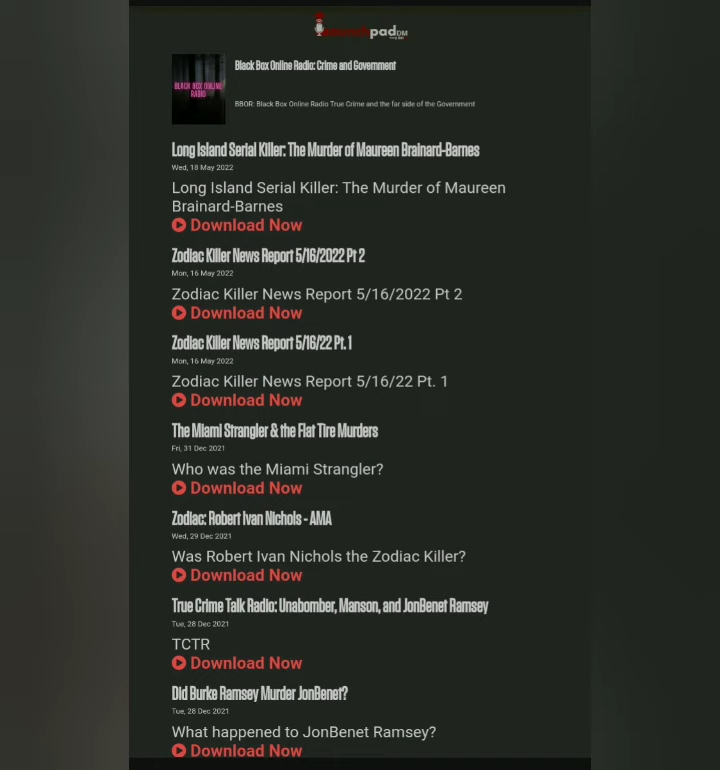 padDM
BLACK BOX ONLINE
RADIO
Black Box Online Radio: Crime and Government
BBOR: Black Box Online Radio True Crime and the far side of the Government
Long Island Serial Killer: The Murder of Maureen Brainard-Barnes
Wed, 18 May 2022
Long Island Serial Killer: The Murder of Maureen
Brainard-Barnes
Download Now
Zodiac Killer News Report 5/16/2022 Pt 2
Mon, 16 May 2022
Zodiac Killer News Report 5/16/2022 Pt 2
Download Now
Zodiac Killer News Report 5/16/22 Pt. 1
Mon, 16 May 2022
Zodiac Killer News Report 5/16/22 Pt. 1
Download Now
The Miami Strangler & the Flat Tire Murders
Fri, 31 Dec 2021
Who was the Miami Strangler?
Download Now
Zodiac: Robert Ivan Nichols - AMA
Wed, 29 Dec 2021
Was Robert Ivan Nichols the Zodiac Killer?
Download Now
True Crime Talk Radio: Unabomber, Manson, and JonBenet Ramsey
Tue, 28 Dec 2021
TCTR
Download Now
Did Burke Ramsey Murder JonBenet?
Tue, 28 Dec 2021
What happened to JonBenet Ramsey?
Download Now